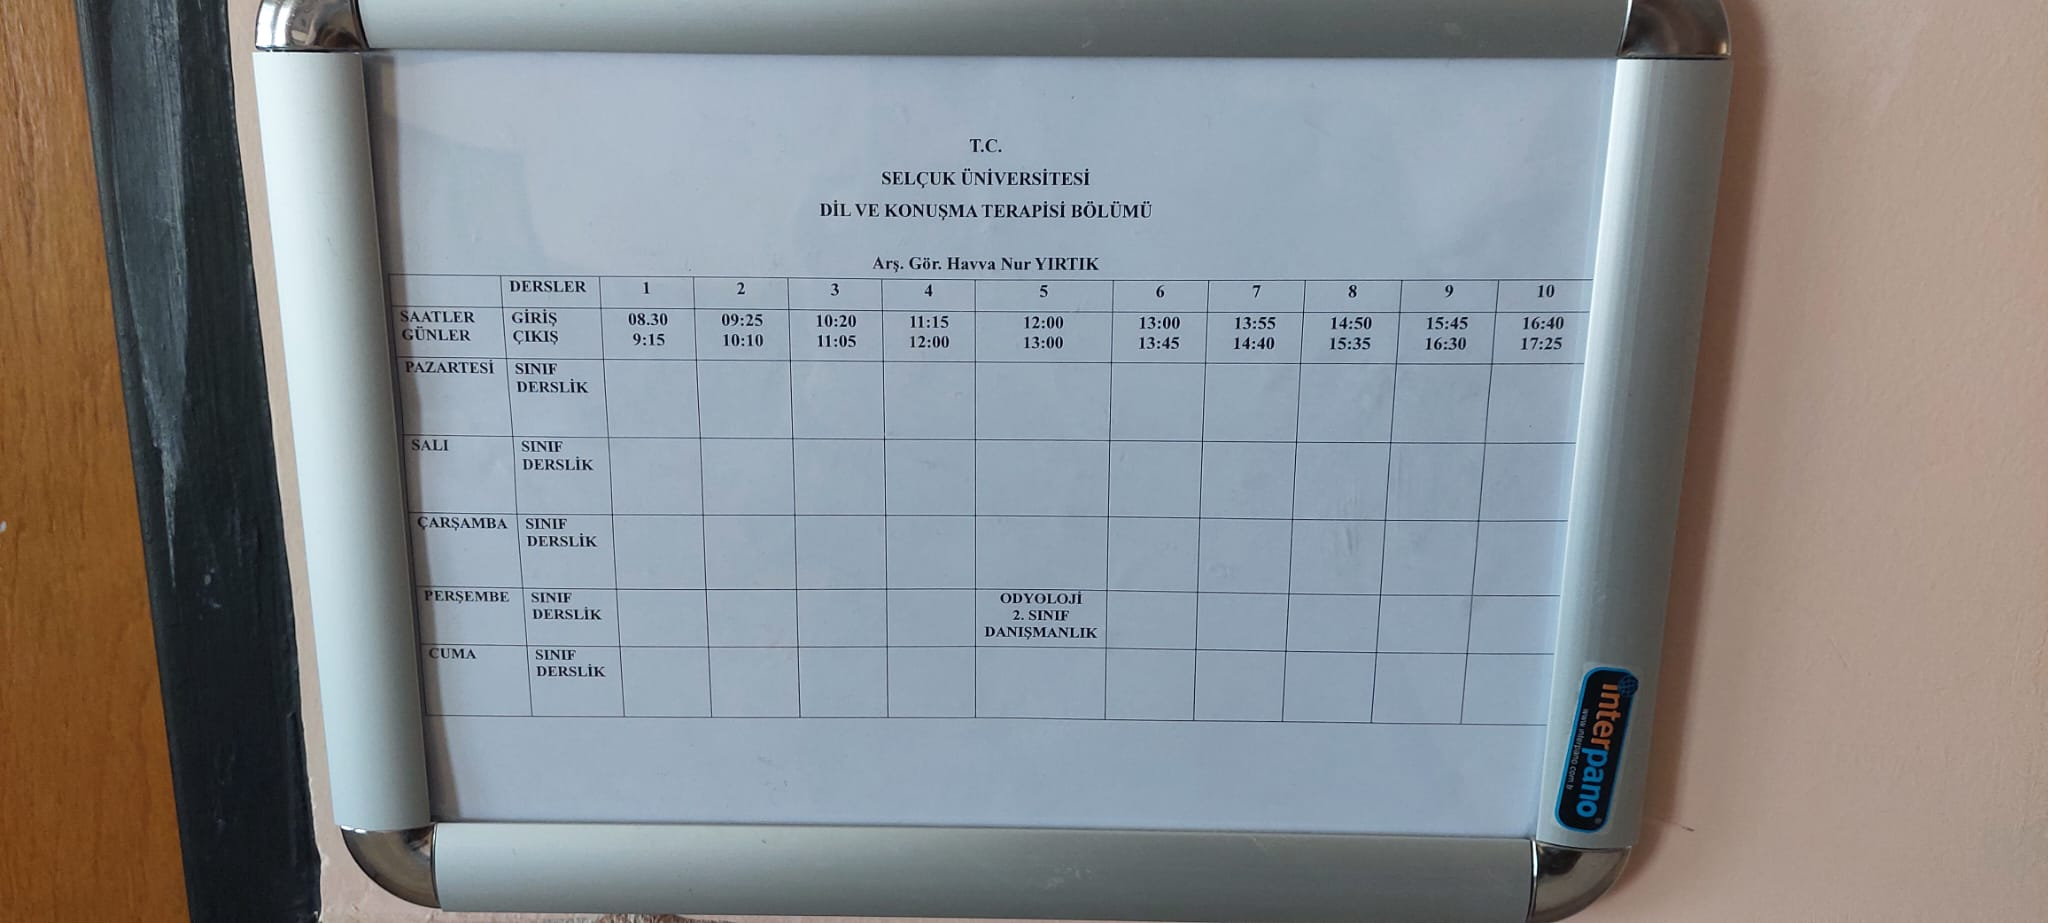 T.C.
SELÇUK ÜNİVERSİTESİ
DİL VE KONUŞMA TERAPİSİ BÖLÜMÜ
Arş. Gör. Havva Nur YIRTIK
DERSLER 1 2 3 4 5 6 7 8 9 10
SAATLER GİRİŞ 08.30 09:25 10:20 11:15 12:00 13:00 13:55 14:50 15:45 16:40
GÜNLER ÇIKIŞ 9:15 10:10 11:05 12:00 13:00 13:45 14:40 15:35 16:30 17:25
PAZARTESİ SINIF
DERSLİK
SALI SINIF
DERSLİK
ÇARŞAMBA SINIF
DERSLİK
PERŞEMBE SINIF ODYOLOJİ
DERSLİK 2. SINIF
DANIŞMANLIK
CUMA SINIF
DERSLİK
interpano®
www.interpano.com.tr